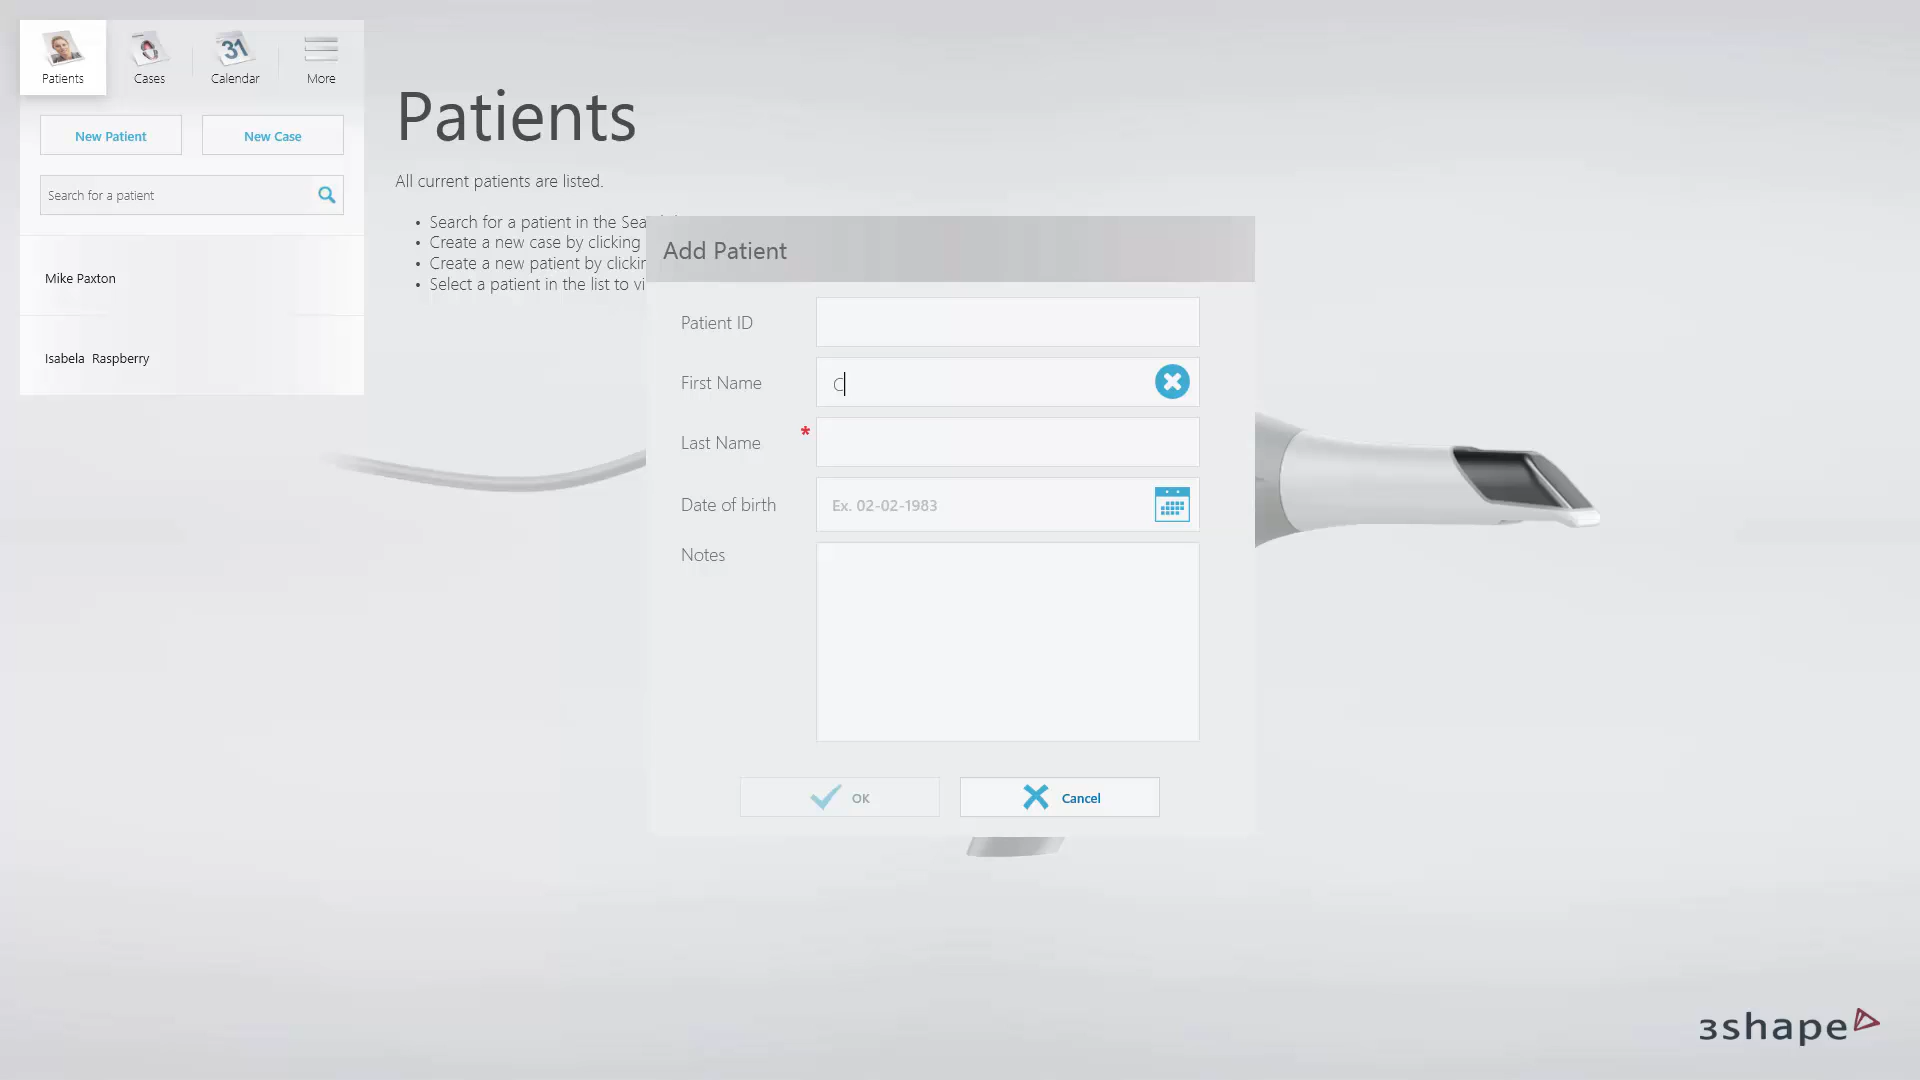 Patients
Cases
31
Calendar
More
New Patient
New Case
Search for a patient
Mike Paxton
Isabela Raspberry
Patients
All current patients are listed.
• Search for a patient in the
• Create a new case by clicking
• Create a new patient by
• Select a patient in the list to
Add Patient
Patient ID
First Name
C
Last Name
*
Date of birth
Ex. 02-02-1983
Notes
OK
Cancel
3shape